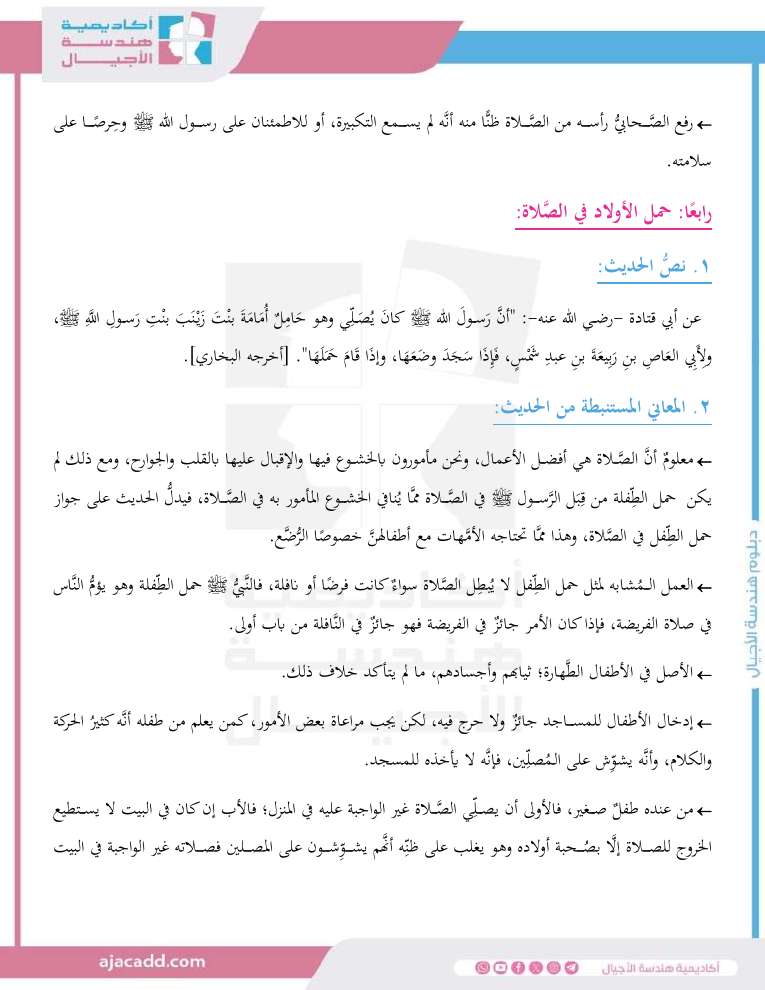 أكاديمية
هندسة
الأجيال
← رفع الصَّحابيُّ رأسه من الصَّلاة ظنًّا منه أنَّه لم يسمع التكبيرة، أو للاطمئنان على رسول الله ﷺ وحِرصًا على
سلامته.
رابعًا: حمل الأولاد في الصَّلاة:
١. نصُّ الحديث:
عن أبي قتادة -رضي الله عنه-: "أنَّ رَسولَ الله ﷺ كانَ يُصَلِّي وهو حَامِلٌ أُمَامَةَ بنْتَ زَيْنَبَ بنْتِ رَسولِ اللَّهِ ﷺ،
ولِأَبِي العَاصِ بنِ رَبِيعَةَ بنِ عبدِ شَمْسٍ، فَإِذَا سَجَدَ وضَعَهَا، وإذَا قَامَ حَمَلَهَا". [أخرجه البخاري].
٢. المعاني المستنبطة من الحديث:
← معلومٌ أنَّ الصَّلاة هي أفضل الأعمال، ونحن مأمورون بالخشوع فيها والإقبال عليها بالقلب والجوارح، ومع ذلك لم
يكن حمل الطِّفلة من قِبَل الرَّسول ﷺ في الصَّلاة ممَّا يُنافي الخشوع المأمور به في الصَّلاة، فيدلُّ الحديث على جواز
حمل الطِّفل في الصَّلاة، وهذا ممَّا تحتاجه الأمَّهات مع أطفالهنَّ خصوصًا الرُّضَّع.
← العمل المُشابه لمثل حمل الطِّفل لا يُبطِل الصَّلاة سواءٌ كانت فرضًا أو نافلة، فالنَّبيُّ ﷺ حمل الطِّفلة وهو يؤمُّ النَّاس
في صلاة الفريضة، فإذا كان الأمر جائزٌ في الفريضة فهو جائزٌ في النَّافلة من باب أولى.
← الأصل في الأطفال الطَّهارة؛ ثيابهم وأجسادهم، ما لم يتأكد خلاف ذلك.
← إدخال الأطفال للمساجد جائزٌ ولا حرج فيه، لكن يجب مراعاة بعض الأمور، كمن يعلم من طفله أنَّه كثيرُ الحركة
والكلام، وأنَّه يشوّش على المُصلِّين، فإنَّه لا يأخذه للمسجد.
← من عنده طفلٌ صغير، فالأولى أن يصلِّي الصَّلاة غير الواجبة عليه في المنزل؛ فالأب إن كان في البيت لا يستطيع
الخروج للصلاة إلَّا بصُحبة أولاده وهو يغلب على ظنِّه أنَّهم يشوِّشون على المصلين فصلاته غير الواجبة في البيت
دبلوم هندسة الأجيال
أكاديمية
هندسة
الأجيال
أكاديمية هندسة الأجيال
ajacadd.com